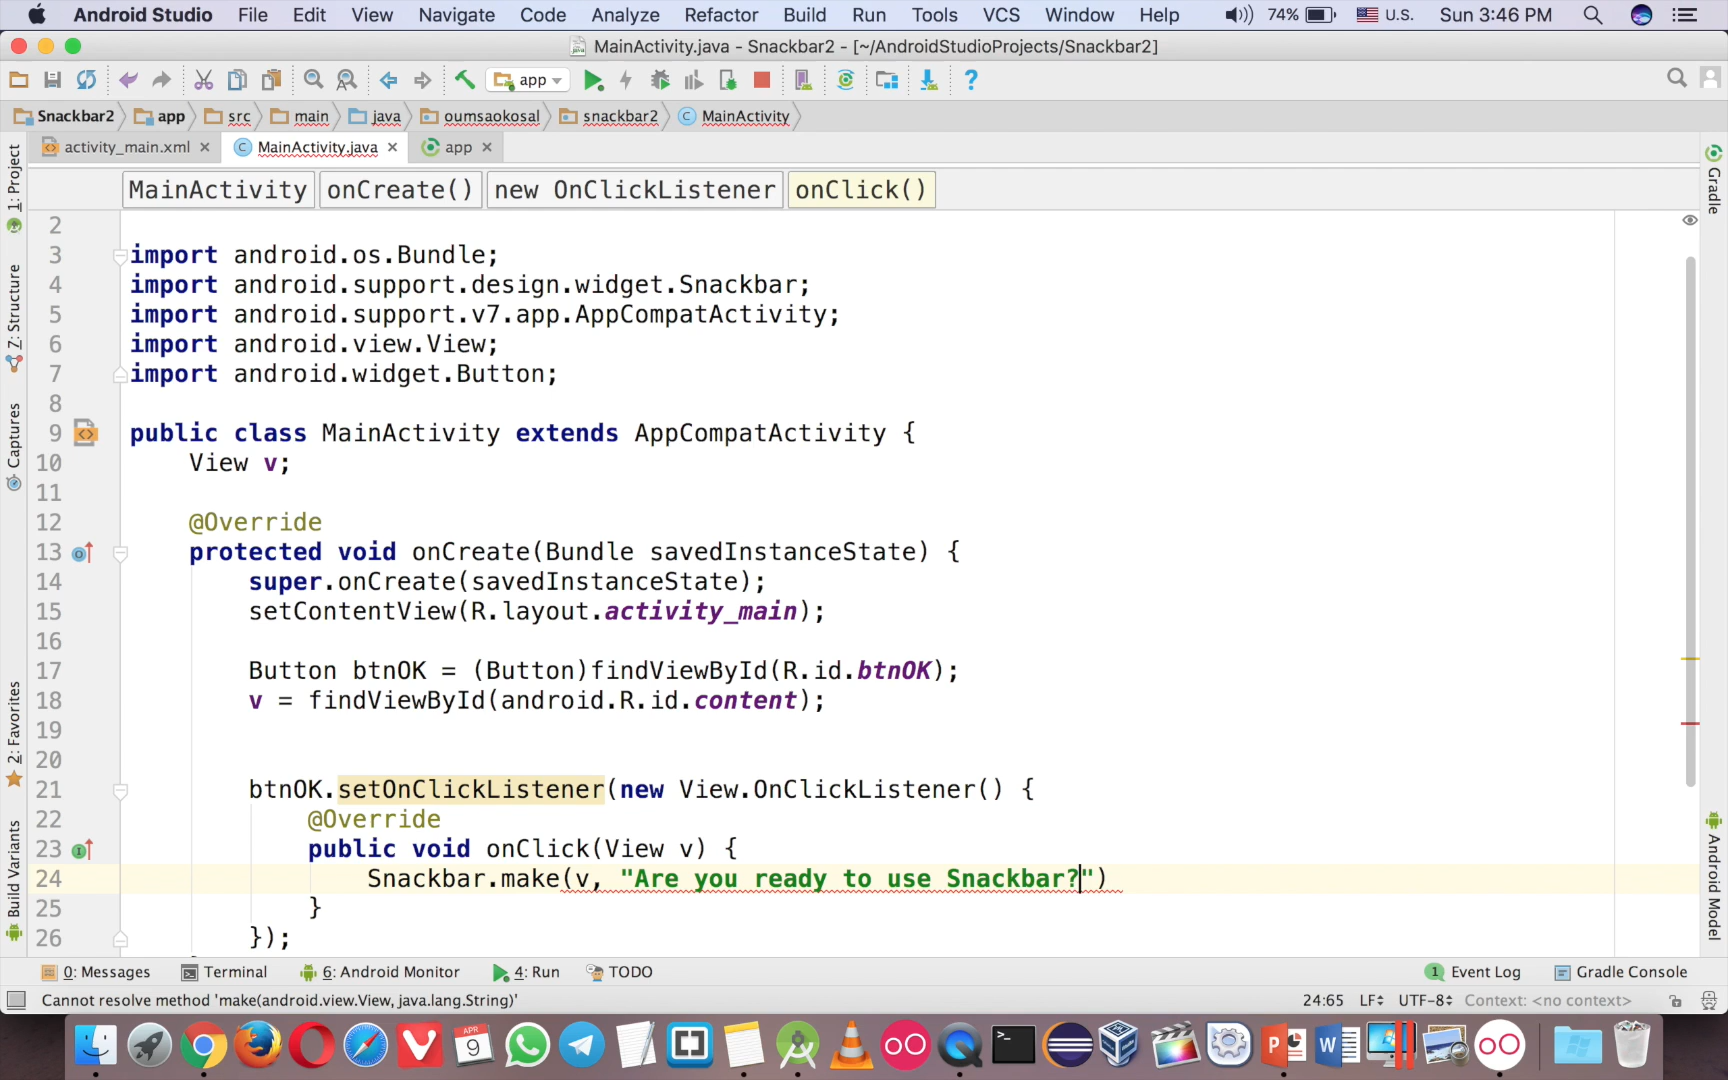 Android Studio File Edit View Navigate Code Analyze Refactor Build Run Tools VCS Window Help 74% U.S. Sun 3:46 PM
MainActivity.java - Snackbar2 - [~/AndroidStudioProjects/Snackbar2]
app
Snackbar2 app src main java oumsaokosal snackbar2 MainActivity
activity_main.xml MainActivity.java app
MainActivity onCreate() new OnClickListener onClick()
1: Project
7: Structure
Captures
2: Favorites
Build Variants
Gradle
Android Model
2
3 import android.os.Bundle;
4 import android.support.design.widget.Snackbar;
5 import android.support.v7.app.AppCompatActivity;
6 import android.view.View;
7 import android.widget.Button;
8
9 public class MainActivity extends AppCompatActivity {
10 View v;
11
12 @Override
13 protected void onCreate(Bundle savedInstanceState) {
14 super.onCreate(savedInstanceState);
15 setContentView(R.layout.activity_main);
16
17 Button btnOK = (Button)findViewById(R.id.btnOK);
18 v = findViewById(android.R.id.content);
19
20
21 btnOK.setOnClickListener(new View.OnClickListener() {
22 @Override
23 public void onClick(View v) {
24 Snackbar.make(v, "Are you ready to use Snackbar?")
25 }
26 });
0: Messages Terminal 6: Android Monitor 4: Run TODO 1 Event Log Gradle Console
Cannot resolve method 'make(android.view.View, java.lang.String)' 24:65 LF UTF-8 Context: <no context>
APR
9
P
W